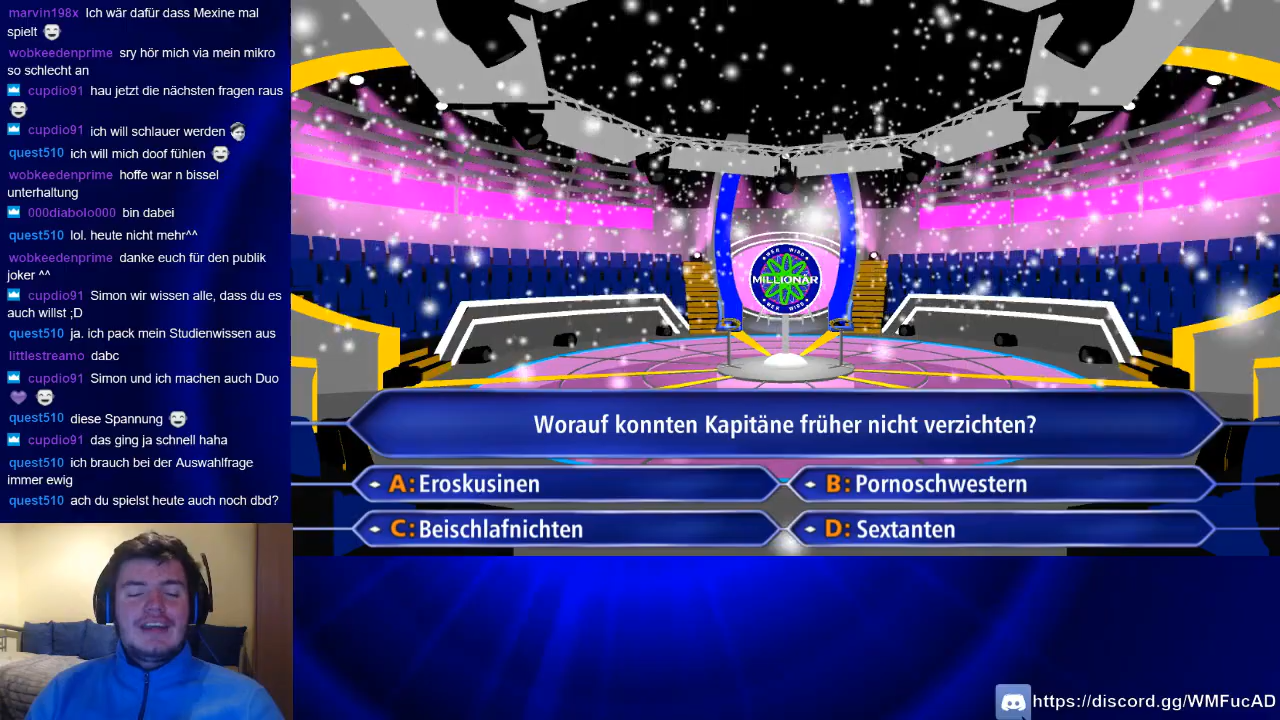 marvin198x Ich wär dafür dass Mexine mal
spielt
wobkeedenprime sry hör mich via mein mikro
so schlecht an
cupdio91 hau jetzt die nächsten fragen raus
cupdio91 ich will schlauer werden
quest510 ich will mich doof fühlen
wobkeedenprime hoffe war n bissel
unterhaltung
000diabolo000 bin dabei
quest510 lol. heute nicht mehr^^
wobkeedenprime danke euch für den publik
joker ^^
cupdio91 Simon wir wissen alle, dass du es
auch willst ;D
quest510 ja. ich pack mein Studienwissen aus
littlestreamo dabc
cupdio91 Simon und ich machen auch Duo
quest510 diese Spannung
cupdio91 das ging ja schnell haha
quest510 ich brauch bei der Auswahlfrage
immer ewig
quest510 ach du spielst heute auch noch dbd?
WER WIRD
MILLIONÄR
WER WIRD
Worauf konnten Kapitäne früher nicht verzichten?
A: Eroskusinen
B: Pornoschwestern
C: Beischlafnichten
D: Sextanten
https://discord.gg/WMFucAD